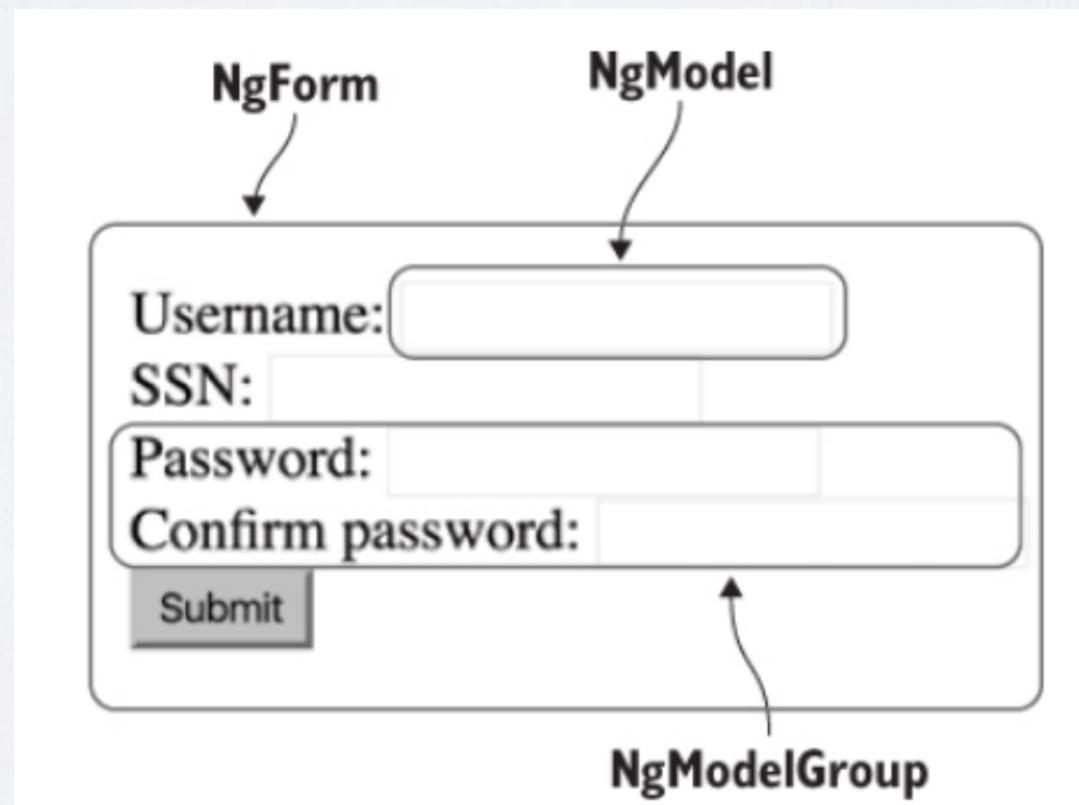 NgForm
NgModel
Username:
SSN:
Password:
Confirm password:
Submit
NgModelGroup